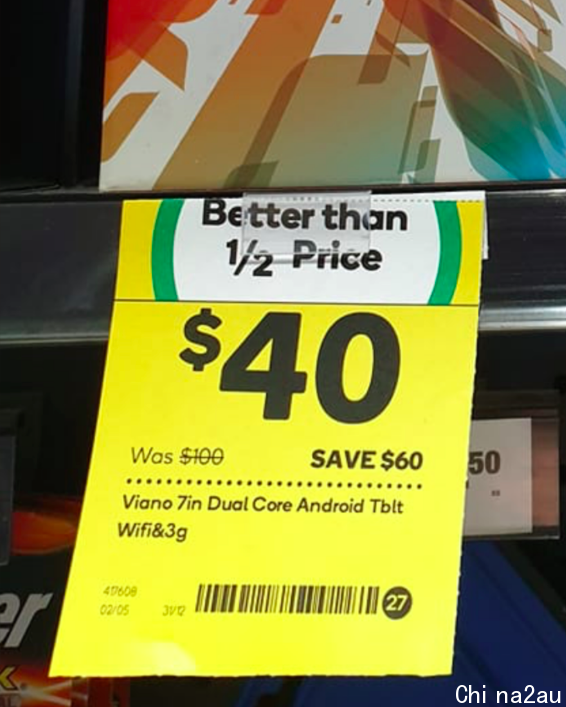 Better than
1/2 Price
$40
Was $100
SAVE $60
Viano 7in Dual Core Android Tblt
Wifi&3g
417608
02/05 31/12
27
50
er
K.
Chi na2au